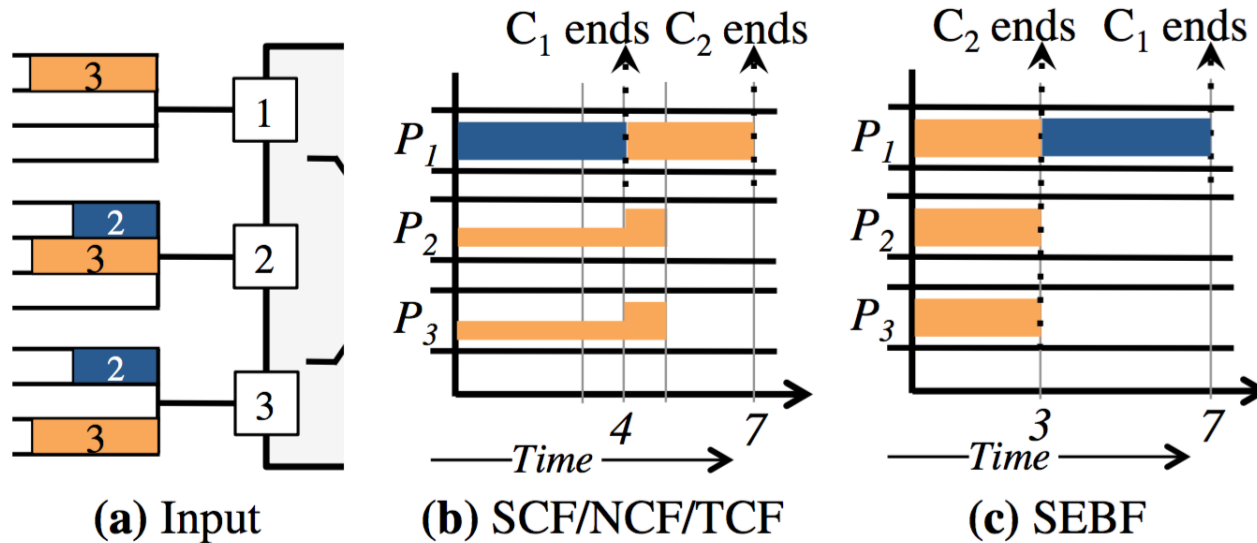 3
1
2
3
2
2
3
3
(a) Input
C₁ ends C₂ ends
P₁
P₂
P₃
4 7
Time
(b) SCF/NCF/TCF
C₂ ends C₁ ends
P₁
P₂
P₃
3 7
Time
(c) SEBF